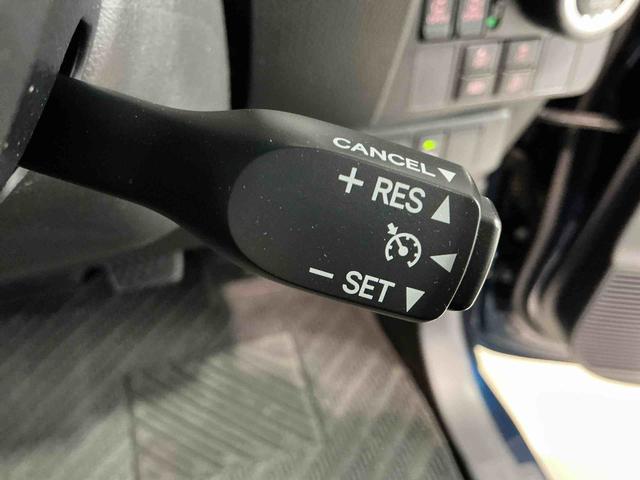 CANCEL▼
+ RES ▲
◀
− SET ▼